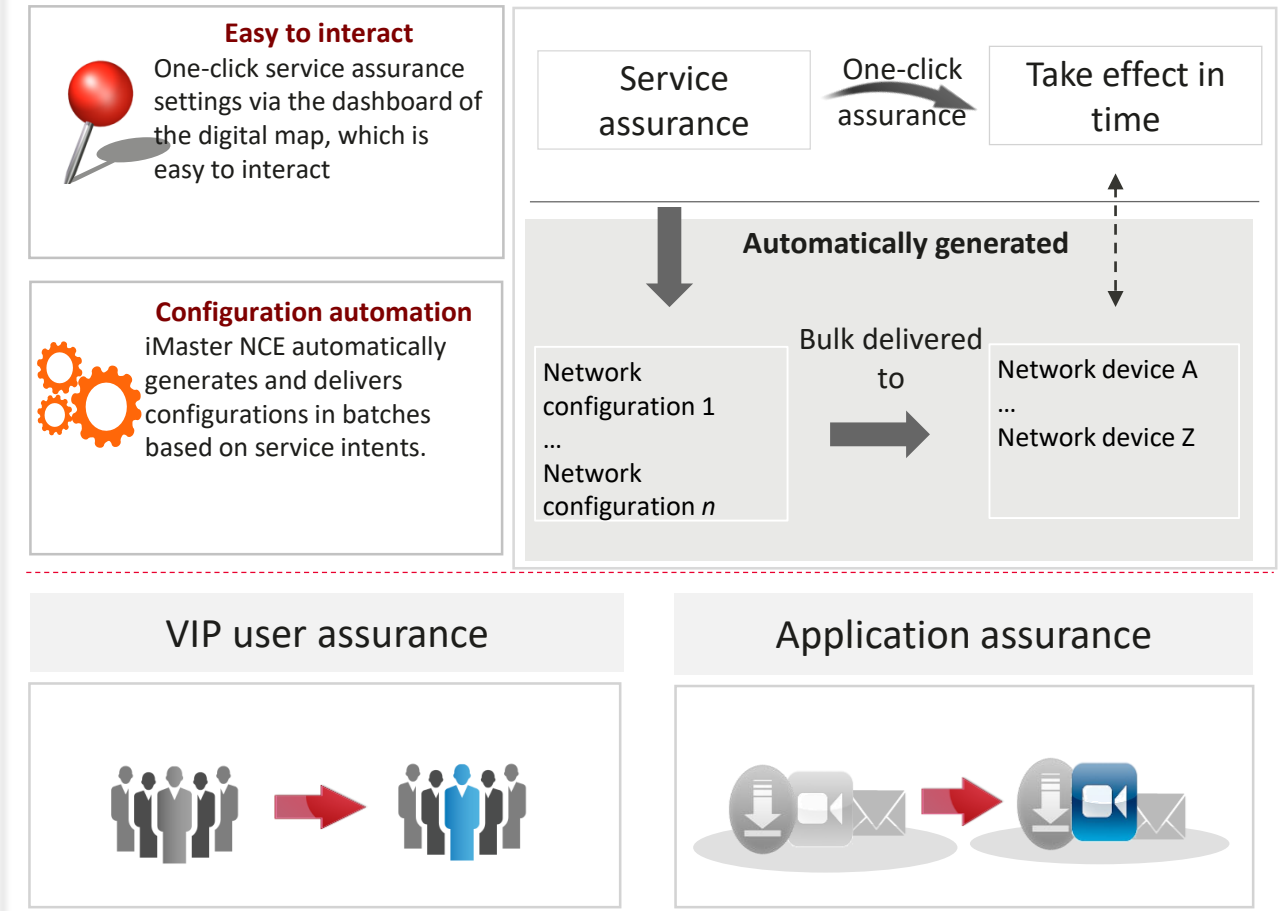 Easy to interact
One-click service assurance
settings via the dashboard of
the digital map, which is
easy to interact
Configuration automation
iMaster NCE automatically
generates and delivers
configurations in batches
based on service intents.
Service
assurance
One-click
assurance
Take effect in
time
Automatically generated
Network
configuration 1
...
Network
configuration n
Bulk delivered
to
Network device A
...
Network device Z
VIP user assurance
Application assurance